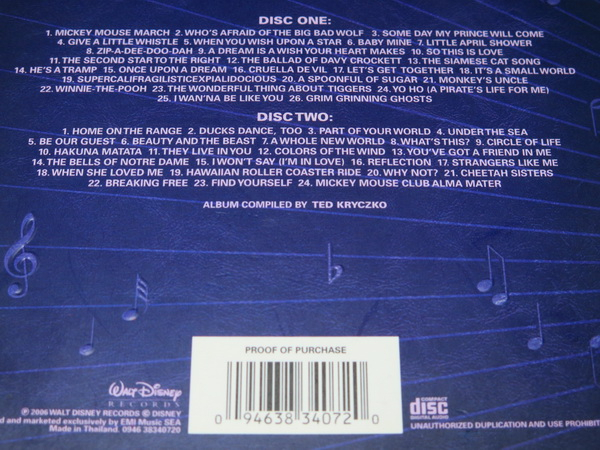 DISC ONE:
1. MICKEY MOUSE MARCH 2. WHO'S AFRAID OF THE BIG BAD WOLF 3. SOME DAY MY PRINCE WILL COME
4. GIVE A LITTLE WHISTLE 5. WHEN YOU WISH UPON A STAR 6. BABY MINE 7. LITTLE APRIL SHOWER
8. ZIP-A-DEE-DOO-DAH 9. A DREAM IS A WISH YOUR HEART MAKES 10. SO THIS IS LOVE
11. THE SECOND STAR TO THE RIGHT 12. THE BALLAD OF DAVY CROCKETT 13. THE SIAMESE CAT SONG
14. HE'S A TRAMP 15. ONCE UPON A DREAM 16. CRUELLA DE VIL 17. LET'S GET TOGETHER 18. IT'S A SMALL WORLD
19. SUPERCALIFRAGILISTICEXPIALIDOCIOUS 20. A SPOONFUL OF SUGAR 21. MONKEY'S UNCLE
22. WINNIE-THE-POOH 23. THE WONDERFUL THING ABOUT TIGGERS 24. YO HO (A PIRATE'S LIFE FOR ME)
25. I WAN'NA BE LIKE YOU 26. GRIM GRINNING GHOSTS
DISC TWO:
1. HOME ON THE RANGE 2. DUCKS DANCE, TOO 3. PART OF YOUR WORLD 4. UNDER THE SEA
5. BE OUR GUEST 6. BEAUTY AND THE BEAST 7. A WHOLE NEW WORLD 8. WHAT'S THIS? 9. CIRCLE OF LIFE
10. HAKUNA MATATA 11. THEY LIVE IN YOU 12. COLORS OF THE WIND 13. YOU'VE GOT A FRIEND IN ME
14. THE BELLS OF NOTRE DAME 15. I WON'T SAY (I'M IN LOVE) 16. REFLECTION 17. STRANGERS LIKE ME
18. WHEN SHE LOVED ME 19. HAWAIIAN ROLLER COASTER RIDE 20. WHY NOT? 21. CHEETAH SISTERS
22. BREAKING FREE 23. FIND YOURSELF 24. MICKEY MOUSE CLUB ALMA MATER
ALBUM COMPILED BY TED KRYCZKO
PROOF OF PURCHASE
0 94638 34072 0
Walt Disney
RECORDS
℗ 2006 WALT DISNEY RECORDS © DISNEY
and marketed exclusively by EMI Music SEA
Made in Thailand. 0946 38340720
COMPACT
disc
DIGITAL AUDIO
UNAUTHORIZED DUPLICATION AND USE PROHIBIT